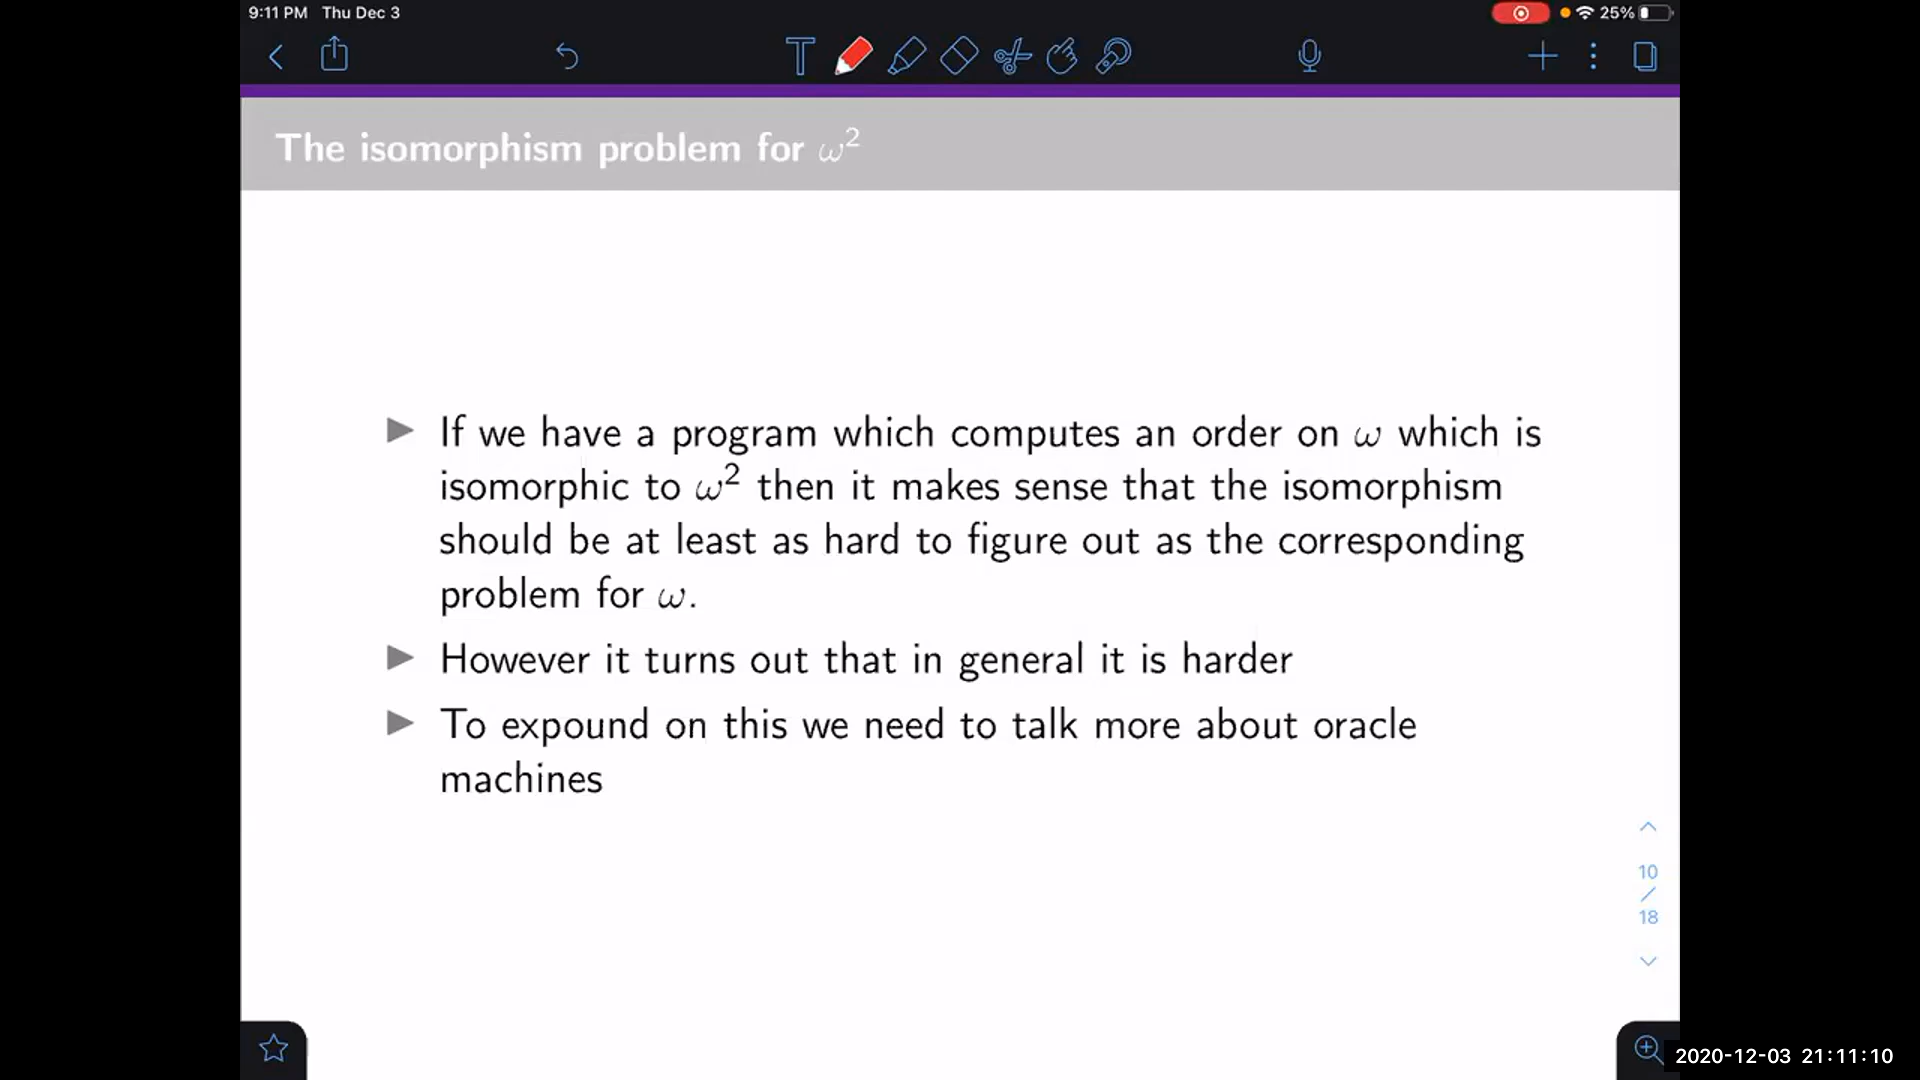 9:11 PM Thu Dec 3
25%
The isomorphism problem for ω²
If we have a program which computes an order on ω which is
isomorphic to ω² then it makes sense that the isomorphism
should be at least as hard to figure out as the corresponding
problem for ω.
However it turns out that in general it is harder
To expound on this we need to talk more about oracle
machines
10
/
18
2020-12-03 21:11:10